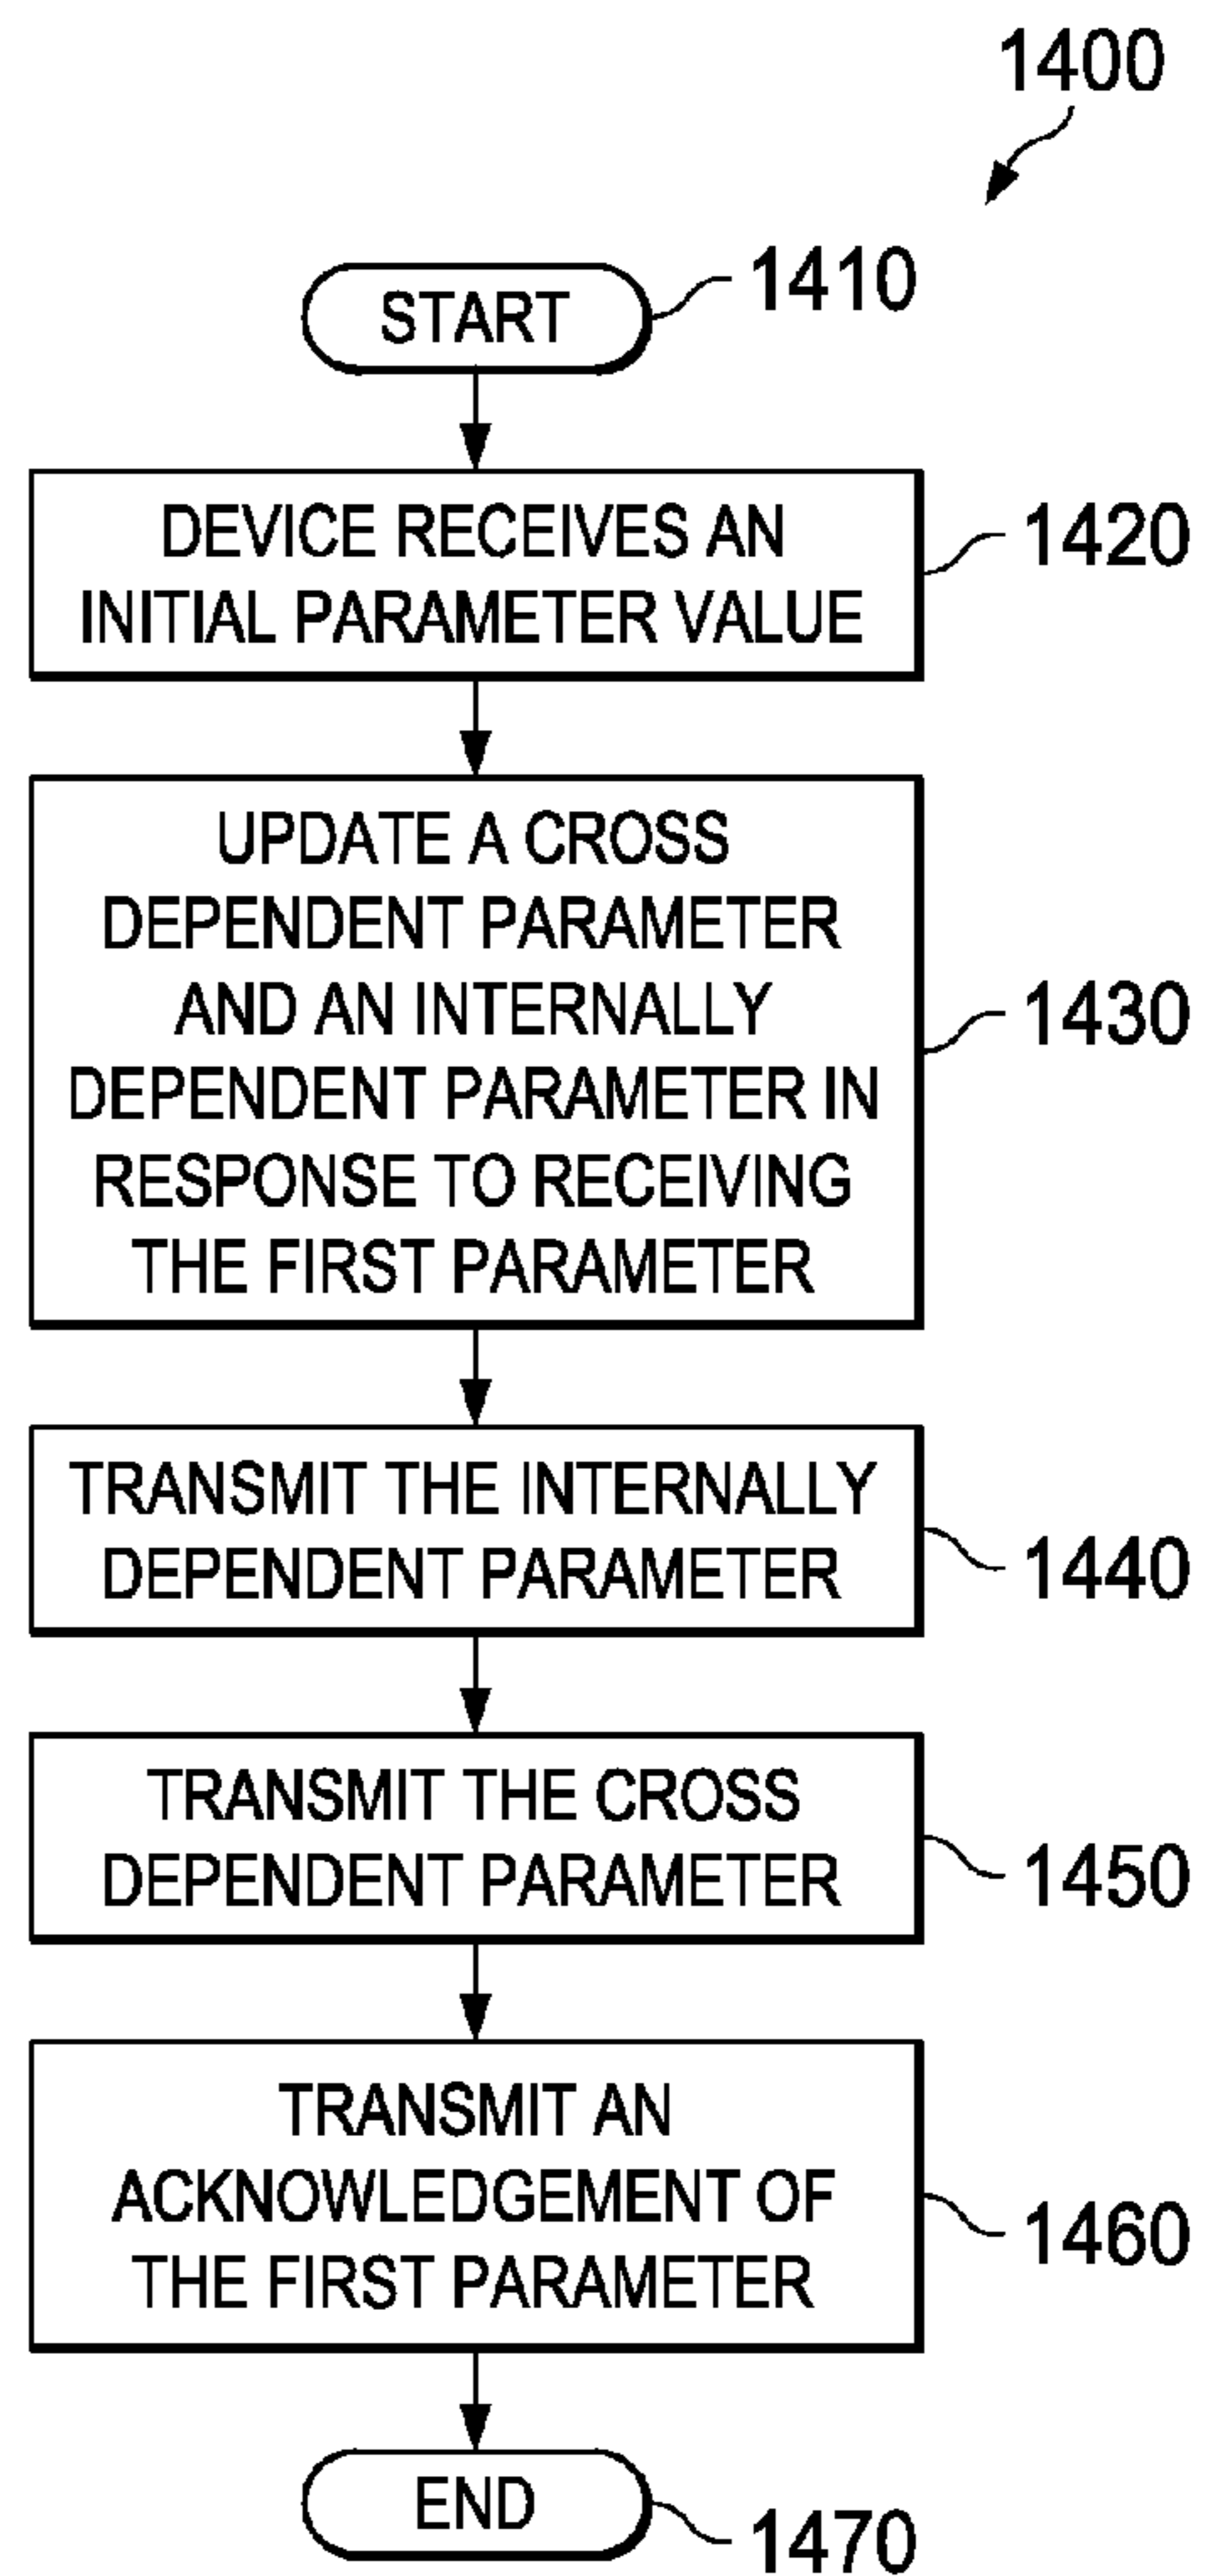 1400
START
1410
DEVICE RECEIVES AN
INITIAL PARAMETER VALUE
1420
UPDATE A CROSS
DEPENDENT PARAMETER
AND AN INTERNALLY
DEPENDENT PARAMETER IN
RESPONSE TO RECEIVING
THE FIRST PARAMETER
1430
TRANSMIT THE INTERNALLY
DEPENDENT PARAMETER
1440
TRANSMIT THE CROSS
DEPENDENT PARAMETER
1450
TRANSMIT AN
ACKNOWLEDGEMENT OF
THE FIRST PARAMETER
1460
END
1470